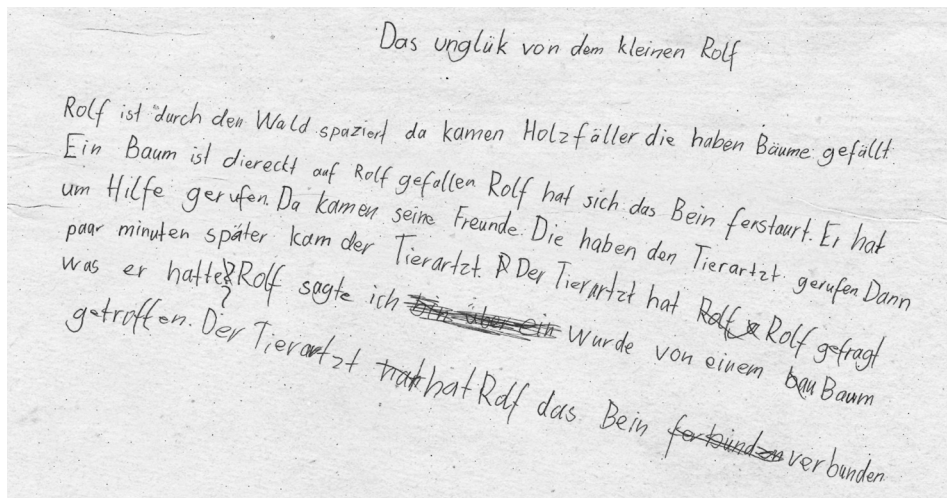 Das unglük von dem kleinen Rolf
Rolf ist durch den Wald spaziert da kamen Holzfäller die haben Bäume gefällt.
Ein Baum ist diereckt auf Rolf gefallen Rolf hat sich das Bein ferstaurt. Er hat
um Hilfe gerufen. Da kamen seine Freunde. Die haben den Tierartzt gerufen Dann
paar minuten später kam der Tierartzt. Der Tierartzt hat Rolf gefragt
was er hatte? Rolf sagte ich wurde von einem Baum
getroffen. Der Tierartzt hat Rolf das Bein verbunden